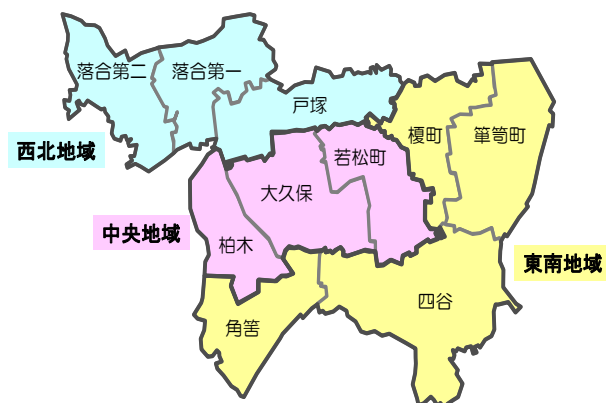 落合第二
落合第一
戸塚
榎町
箪笥町
西北地域
若松町
大久保
中央地域
柏木
東南地域
四谷
角筈